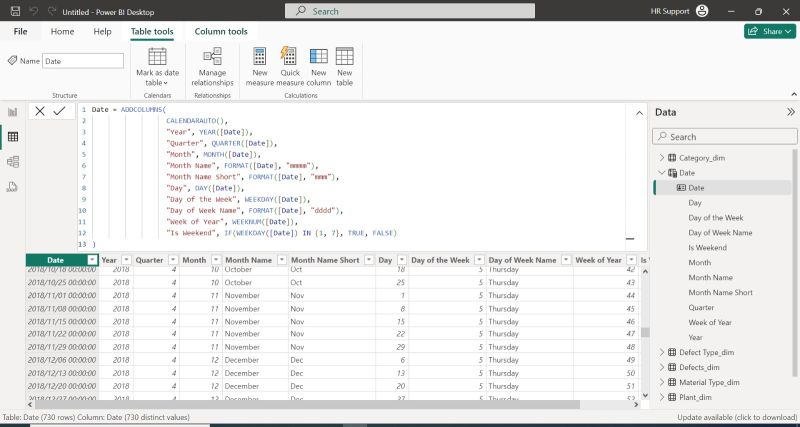 Untitled - Power BI Desktop
Search
HR Support
File Home Help Table tools Column tools
Share
Name Date
Mark as date table
Manage relationships
New measure
Quick measure
New column
New table
Structure
Calendars
Relationships
Calculations
1 Date = ADDCOLUMNS(
2 CALENDARAUTO(),
3 "Year", YEAR([Date]),
4 "Quarter", QUARTER([Date]),
5 "Month", MONTH([Date]),
6 "Month Name", FORMAT([Date], "mmmm"),
7 "Month Name Short", FORMAT([Date], "mmm"),
8 "Day", DAY([Date]),
9 "Day of the Week", WEEKDAY([Date]),
10 "Day of Week Name", FORMAT([Date], "dddd"),
11 "Week of Year", WEEKNUM([Date]),
12 "Is Weekend", IF(WEEKDAY([Date]) IN {1, 7}, TRUE, FALSE)
13 )
Date Year Quarter Month Month Name Month Name Short Day Day of the Week Day of Week Name Week of Year
2018/10/18 00:00:00 2018 4 10 October Oct 18 5 Thursday 42
2018/10/25 00:00:00 2018 4 10 October Oct 25 5 Thursday 43
2018/11/01 00:00:00 2018 4 11 November Nov 1 5 Thursday 44
2018/11/08 00:00:00 2018 4 11 November Nov 8 5 Thursday 45
2018/11/15 00:00:00 2018 4 11 November Nov 15 5 Thursday 46
2018/11/22 00:00:00 2018 4 11 November Nov 22 5 Thursday 47
2018/11/29 00:00:00 2018 4 11 November Nov 29 5 Thursday 48
2018/12/06 00:00:00 2018 4 12 December Dec 6 5 Thursday 49
2018/12/13 00:00:00 2018 4 12 December Dec 13 5 Thursday 50
2018/12/20 00:00:00 2018 4 12 December Dec 20 5 Thursday 51
2018/12/27 00:00:00 2018 4 12 December Dec 27 5 Thursday 52
Data
Search
Category_dim
Date
Date
Day
Day of the Week
Day of Week Name
Is Weekend
Month
Month Name
Month Name Short
Quarter
Week of Year
Year
Defect Type_dim
Defects_dim
Material Type_dim
Plant_dim
Table: Date (730 rows) Column: Date (730 distinct values)
Update available (click to download)